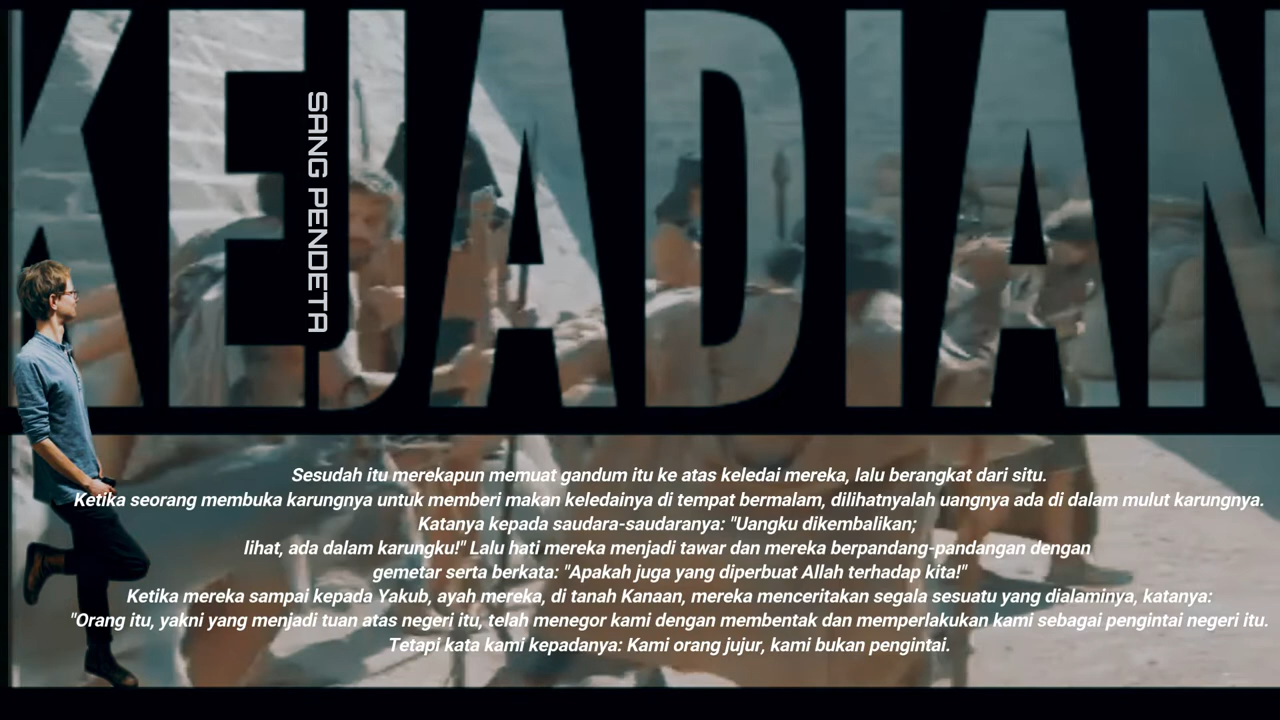 KEJADIAN
SANG PENDETA
Sesudah itu merekapun memuat gandum itu ke atas keledai mereka, lalu berangkat dari situ.
Ketika seorang membuka karungnya untuk memberi makan keledainya di tempat bermalam, dilihatnyalah uangnya ada di dalam mulut karungnya.
Katanya kepada saudara-saudaranya: "Uangku dikembalikan;
lihat, ada dalam karungku!" Lalu hati mereka menjadi tawar dan mereka berpandang-pandangan dengan
gemetar serta berkata: "Apakah juga yang diperbuat Allah terhadap kita!"
Ketika mereka sampai kepada Yakub, ayah mereka, di tanah Kanaan, mereka menceritakan segala sesuatu yang dialaminya, katanya:
"Orang itu, yakni yang menjadi tuan atas negeri itu, telah menegor kami dengan membentak dan memperlakukan kami sebagai pengintai negeri itu.
Tetapi kata kami kepadanya: Kami orang jujur, kami bukan pengintai.